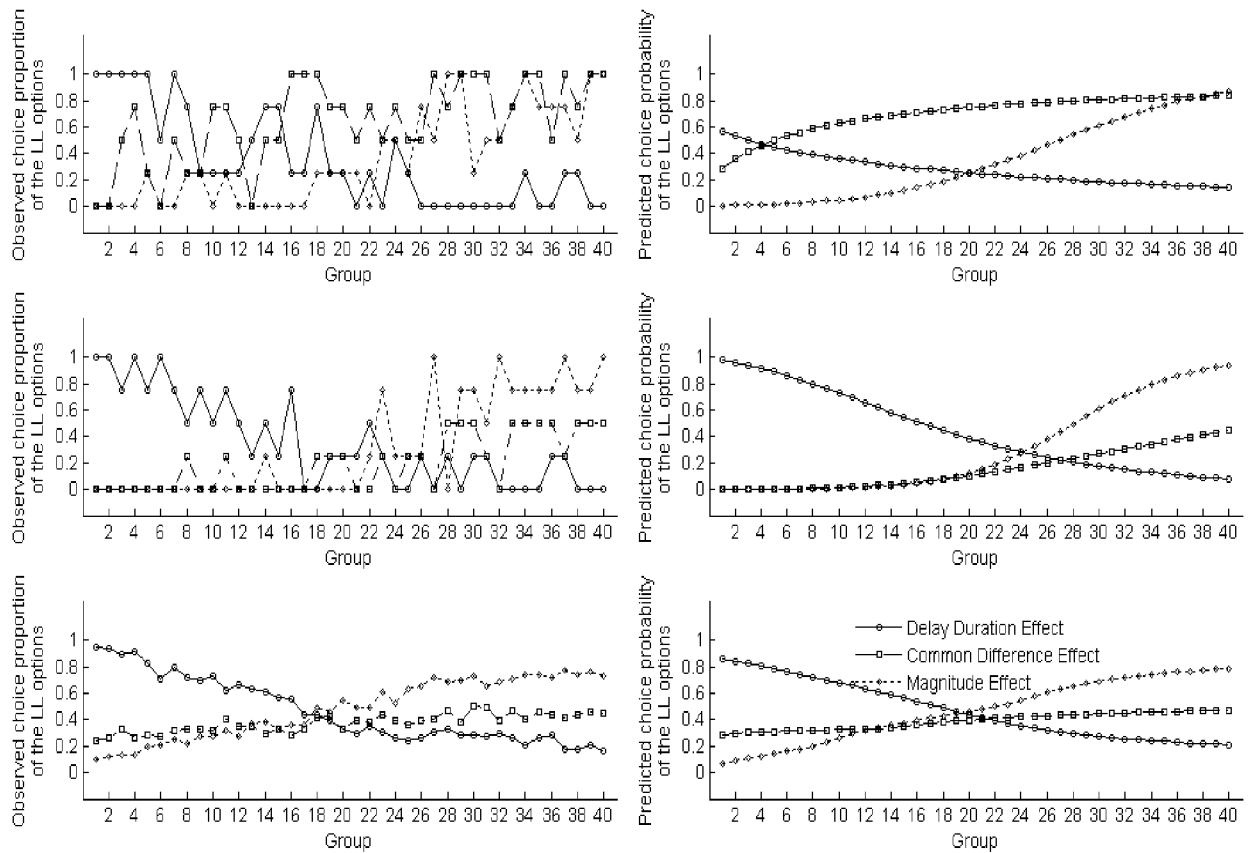 Observed choice proportion
of the LL options
1
0.8
0.6
0.4
0.2
0
2 4 6 8 10 12 14 16 18 20 22 24 26 28 30 32 34 36 38 40
Group
Predicted choice probability
of the LL options
1
0.8
0.6
0.4
0.2
0
2 4 6 8 10 12 14 16 18 20 22 24 26 28 30 32 34 36 38 40
Group
Observed choice proportion
of the LL options
1
0.8
0.6
0.4
0.2
0
2 4 6 8 10 12 14 16 18 20 22 24 26 28 30 32 34 36 38 40
Group
Predicted choice probability
of the LL options
1
0.8
0.6
0.4
0.2
0
2 4 6 8 10 12 14 16 18 20 22 24 26 28 30 32 34 36 38 40
Group
Observed choice proportion
of the LL options
1
0.8
0.6
0.4
0.2
0
2 4 6 8 10 12 14 16 18 20 22 24 26 28 30 32 34 36 38 40
Group
Predicted choice probability
of the LL options
1
0.8
0.6
0.4
0.2
0
Delay Duration Effect
Common Difference Effect
Magnitude Effect
2 4 6 8 10 12 14 16 18 20 22 24 26 28 30 32 34 36 38 40
Group